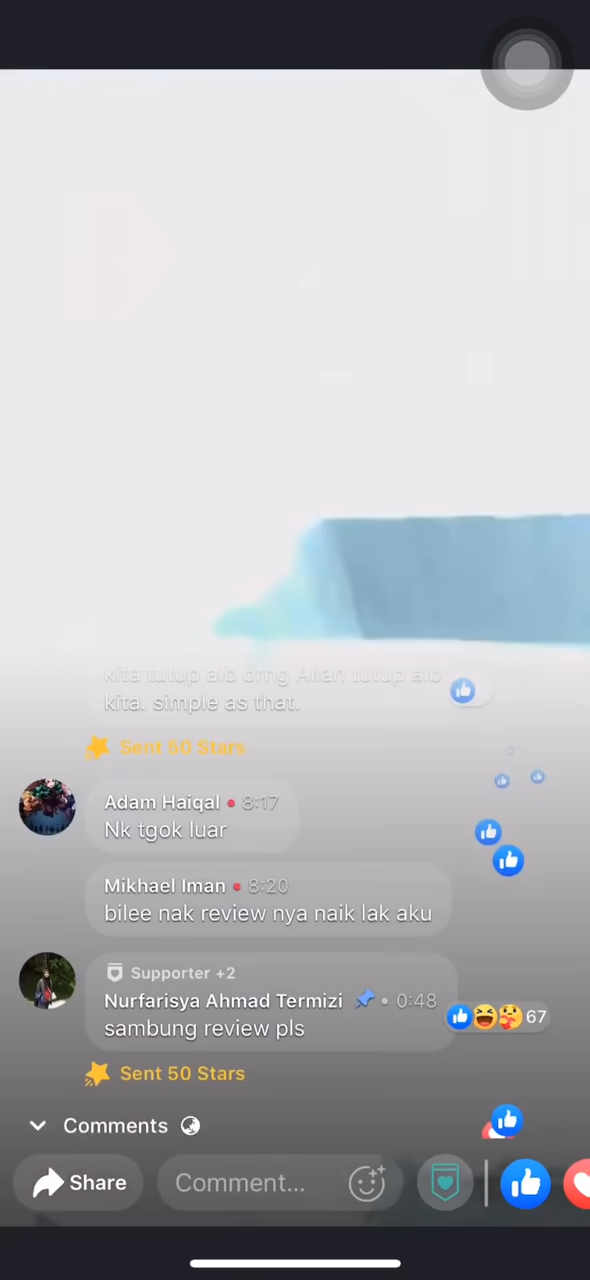 Kita tutup aib orng Allah tutup aib
kita. simple as that.
Sent 50 Stars
Adam Haiqal • 8:17
Nk tgok luar
Mikhael Iman • 8:20
bilee nak review nya naik lak aku
Supporter +2
Nurfarisya Ahmad Termizi • 0:48
sambung review pls
67
Sent 50 Stars
Comments
Share
Comment...